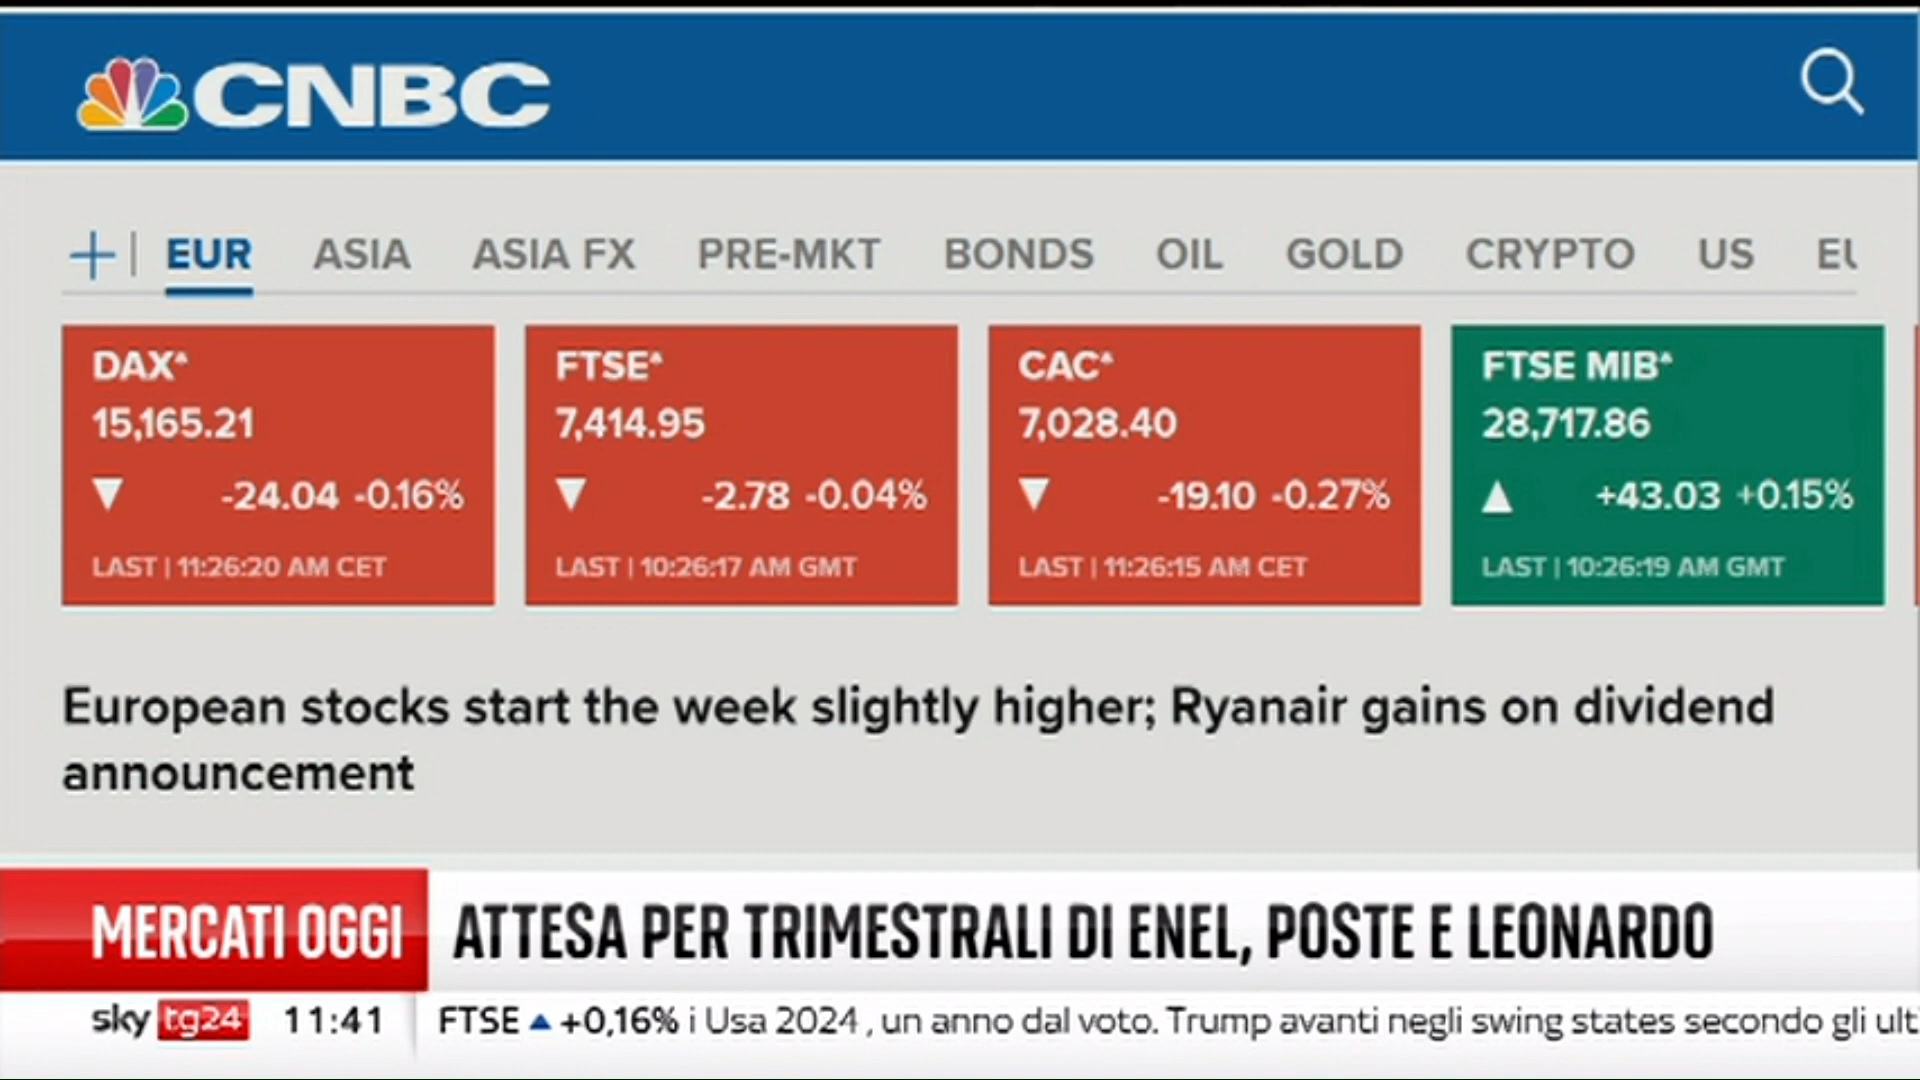 CNBC
EUR ASIA ASIA FX PRE-MKT BONDS OIL GOLD CRYPTO US EU
DAX*
15,165.21
▼ -24.04 -0.16%
LAST | 11:26:20 AM CET
FTSE*
7,414.95
▼ -2.78 -0.04%
LAST | 10:26:17 AM GMT
CAC*
7,028.40
▼ -19.10 -0.27%
LAST | 11:26:15 AM CET
FTSE MIB*
28,717.86
▲ +43.03 +0.15%
LAST | 10:26:19 AM GMT
European stocks start the week slightly higher; Ryanair gains on dividend
announcement
MERCATI OGGI ATTESA PER TRIMESTRALI DI ENEL, POSTE E LEONARDO
sky tg24 11:41 FTSE ▲ +0,16% i Usa 2024 , un anno dal voto. Trump avanti negli swing states secondo gli ult